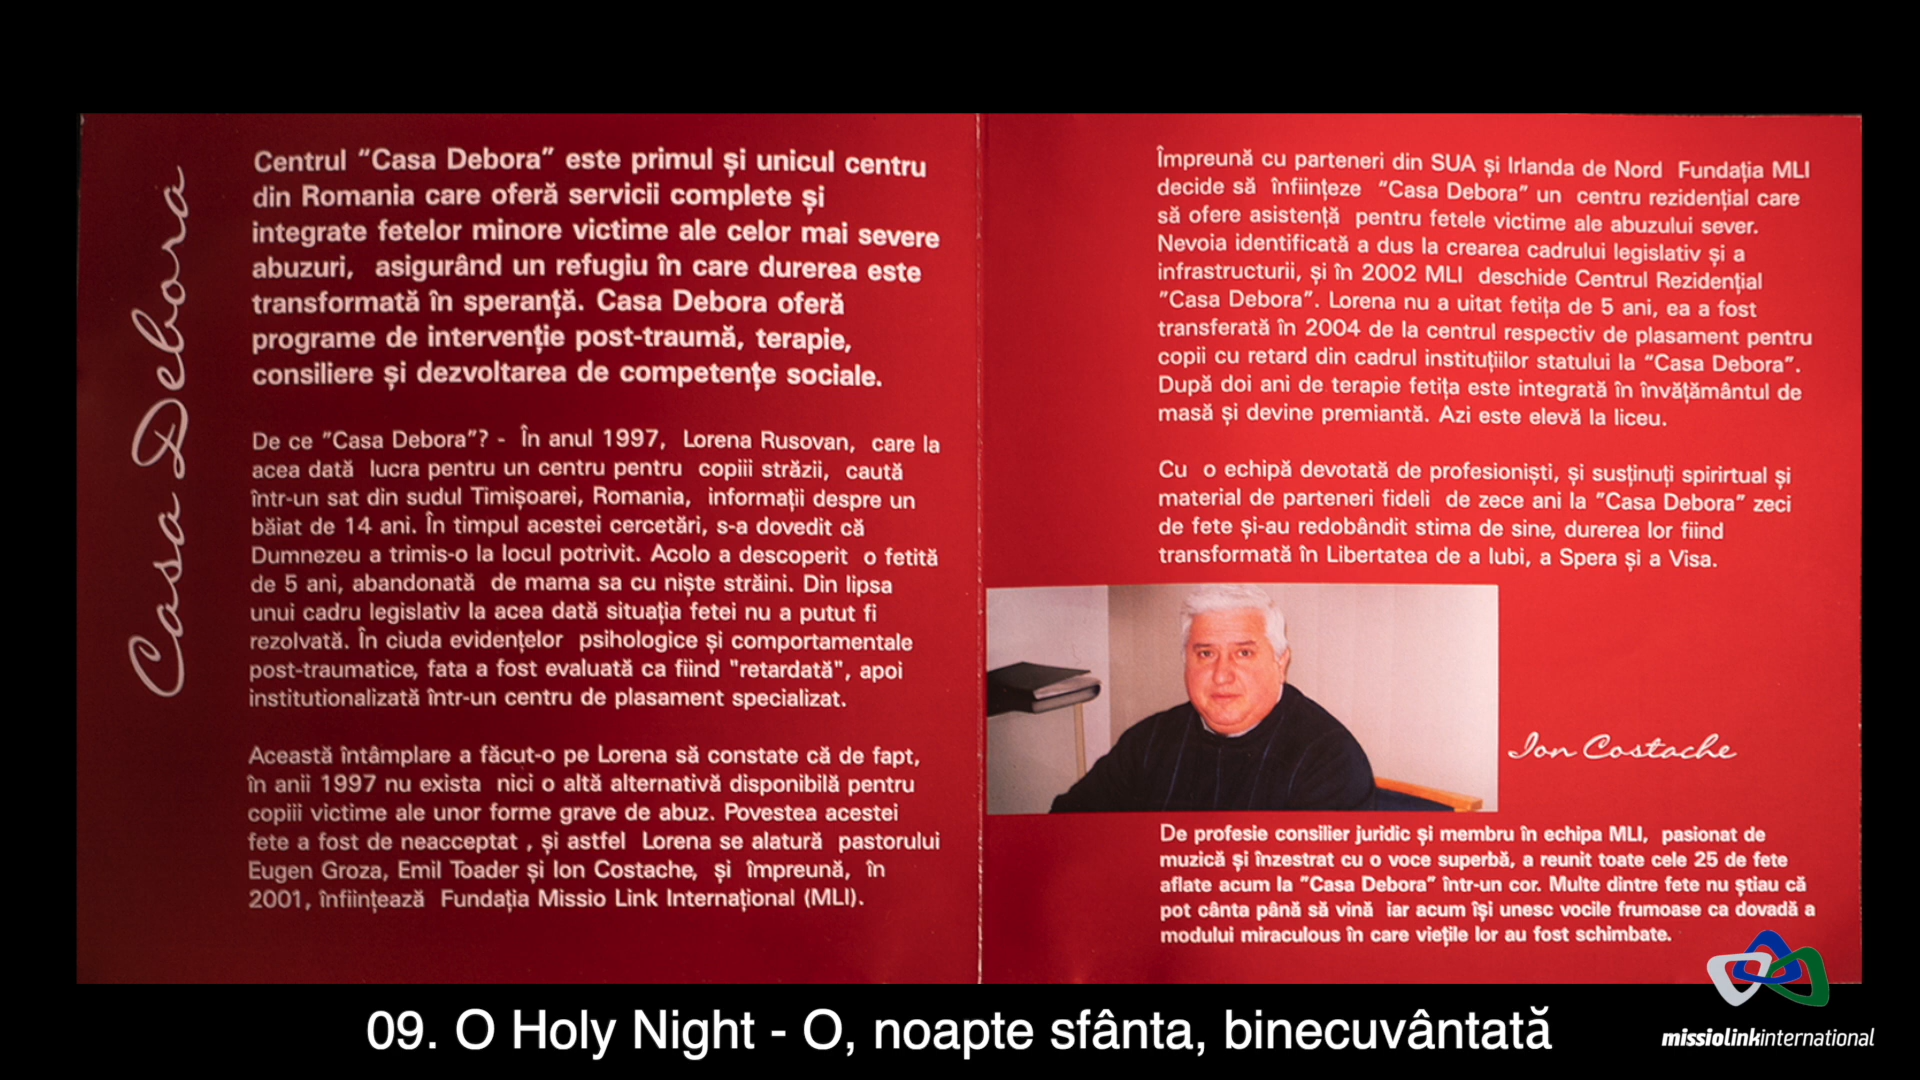 Casa Debora
Centrul “Casa Debora” este primul și unicul centru
din Romania care oferă servicii complete și
integrate fetelor minore victime ale celor mai severe
abuzuri, asigurând un refugiu în care durerea este
transformată în speranță. Casa Debora oferă
programe de intervenție post-traumă, terapie,
consiliere și dezvoltarea de competențe sociale.
De ce ”Casa Debora”? - În anul 1997, Lorena Rusovan, care la
acea dată lucra pentru un centru pentru copiii străzii, caută
într-un sat din sudul Timișoarei, Romania, informații despre un
băiat de 14 ani. În timpul acestei cercetări, s-a dovedit că
Dumnezeu a trimis-o la locul potrivit. Acolo a descoperit o fetită
de 5 ani, abandonată de mama sa cu niște străini. Din lipsa
unui cadru legislativ la acea dată situația fetei nu a putut fi
rezolvată. În ciuda evidențelor psihologice și comportamentale
post-traumatice, fata a fost evaluată ca fiind "retardată", apoi
institutionalizată într-un centru de plasament specializat.
Această întâmplare a făcut-o pe Lorena să constate că de fapt,
în anii 1997 nu exista nici o altă alternativă disponibilă pentru
copiii victime ale unor forme grave de abuz. Povestea acestei
fete a fost de neacceptat , și astfel Lorena se alatură pastorului
Eugen Groza, Emil Toader și Ion Costache, și împreună, în
2001, înființează Fundația Missio Link Internațional (MLI).
Împreună cu parteneri din SUA și Irlanda de Nord Fundația MLI
decide să înființeze “Casa Debora” un centru rezidențial care
să ofere asistență pentru fetele victime ale abuzului sever.
Nevoia identificată a dus la crearea cadrului legislativ și a
infrastructurii, și în 2002 MLI deschide Centrul Rezidențial
”Casa Debora”. Lorena nu a uitat fetița de 5 ani, ea a fost
transferată în 2004 de la centrul respectiv de plasament pentru
copii cu retard din cadrul instituțiilor statului la “Casa Debora”.
După doi ani de terapie fetița este integrată în învățământul de
masă și devine premiantă. Azi este elevă la liceu.
Cu o echipă devotată de profesioniști, și susținuți spirirtual și
material de parteneri fideli de zece ani la ”Casa Debora” zeci
de fete și-au redobândit stima de sine, durerea lor fiind
transformată în Libertatea de a Iubi, a Spera și a Visa.
Ion Costache
De profesie consilier juridic și membru în echipa MLI, pasionat de
muzică și înzestrat cu o voce superbă, a reunit toate cele 25 de fete
aflate acum la ”Casa Debora” într-un cor. Multe dintre fete nu știau că
pot cânta până să vină iar acum își unesc vocile frumoase ca dovadă a
modului miraculous în care viețile lor au fost schimbate.
09. O Holy Night - O, noapte sfânta, binecuvântată
missiolinkinternational